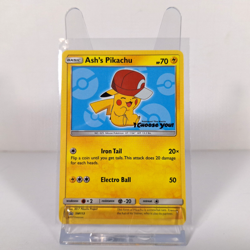 Ash's Pikachu
HP70
I Choose You!
Iron Tail
20×
Flip a coin until you get tails. This attack does 20 damage
for each heads.
Electro Ball
50